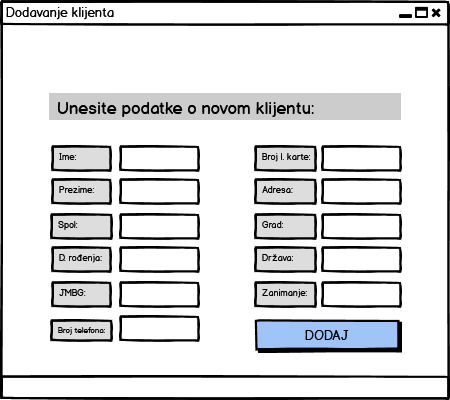 Dodavanje klijenta
Unesite podatke o novom klijentu:
Ime:
Prezime:
Spol:
D. rođenja:
JMBG:
Broj telefona:
Broj l. karte:
Adresa:
Grad:
Država:
Zanimanje:
DODAJ